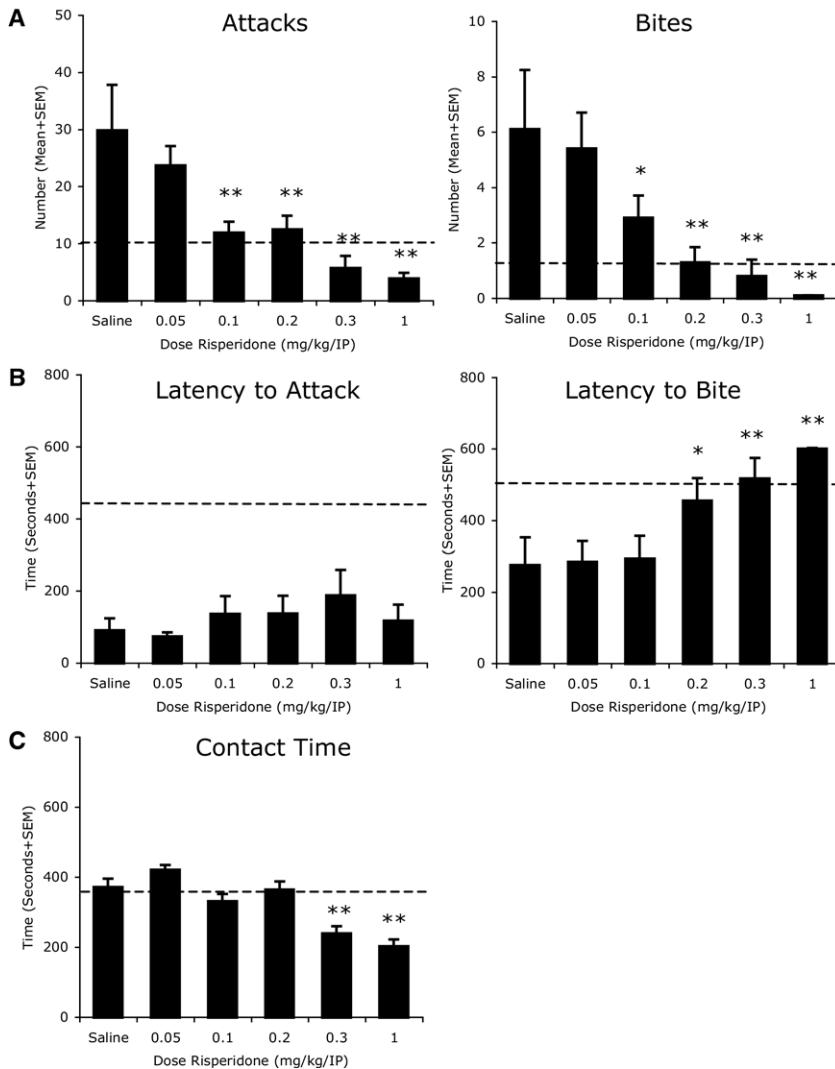 A
Attacks
Number (Mean+SEM)
50
40
30
20
10
0
**
**
**
**
Saline 0.05 0.1 0.2 0.3 1
Dose Risperidone (mg/kg/IP)
Bites
Number (Mean+SEM)
10
8
6
4
2
0
*
**
**
**
Saline 0.05 0.1 0.2 0.3 1
Dose Risperidone (mg/kg/IP)
B
Latency to Attack
Time (Seconds+SEM)
800
600
400
200
0
Saline 0.05 0.1 0.2 0.3 1
Dose Risperidone (mg/kg/IP)
Latency to Bite
Time (Seconds+SEM)
800
600
400
200
0
*
**
**
Saline 0.05 0.1 0.2 0.3 1
Dose Risperidone (mg/kg/IP)
C
Contact Time
Time (Seconds+SEM)
800
600
400
200
0
**
**
Saline 0.05 0.1 0.2 0.3 1
Dose Risperidone (mg/kg/IP)